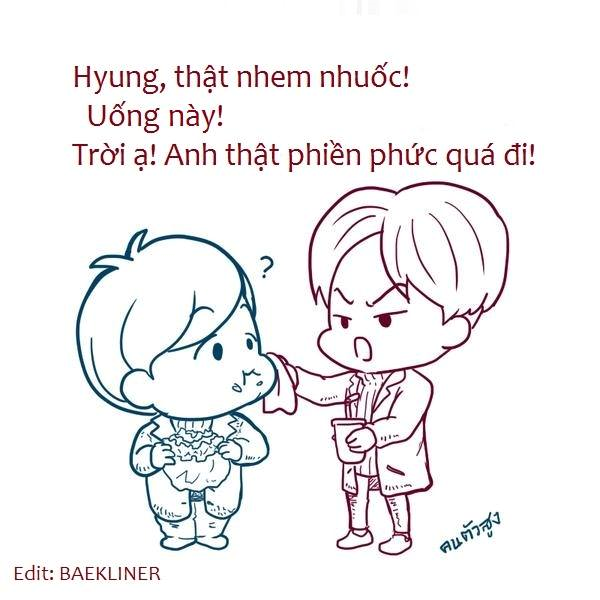 Hyung, thật nhem nhuốc!
Uống này!
Trời ạ! Anh thật phiền phức quá đi!
?
คนตัวสูง
Edit: BAEKLINER